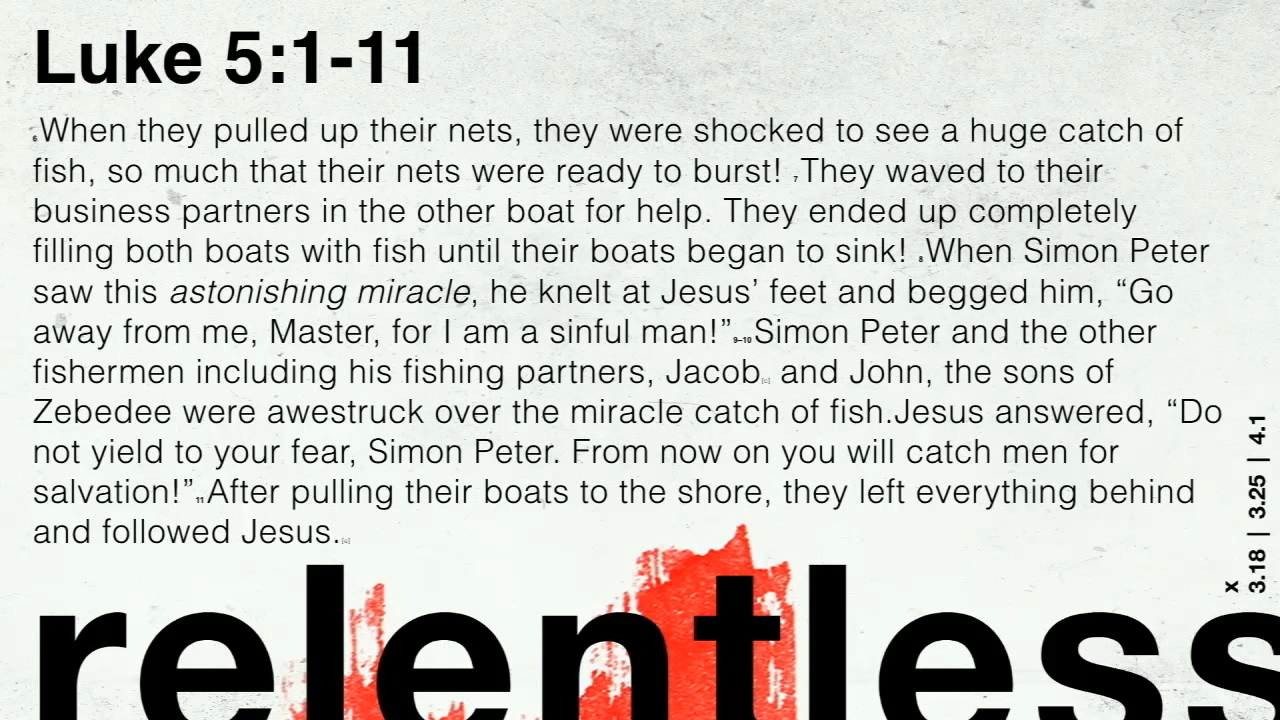 Luke 5:1-11
When they pulled up their nets, they were shocked to see a huge catch of
fish, so much that their nets were ready to burst! 7They waved to their
business partners in the other boat for help. They ended up completely
filling both boats with fish until their boats began to sink! When Simon Peter
saw this astonishing miracle, he knelt at Jesus’ feet and begged him, “Go
away from me, Master, for I am a sinful man!”9–10Simon Peter and the other
fishermen including his fishing partners, Jacob[c] and John, the sons of
Zebedee were awestruck over the miracle catch of fish.Jesus answered, “Do
not yield to your fear, Simon Peter. From now on you will catch men for
salvation!”11After pulling their boats to the shore, they left everything behind
and followed Jesus.
x
3.18 | 3.25 | 4.1
relentless